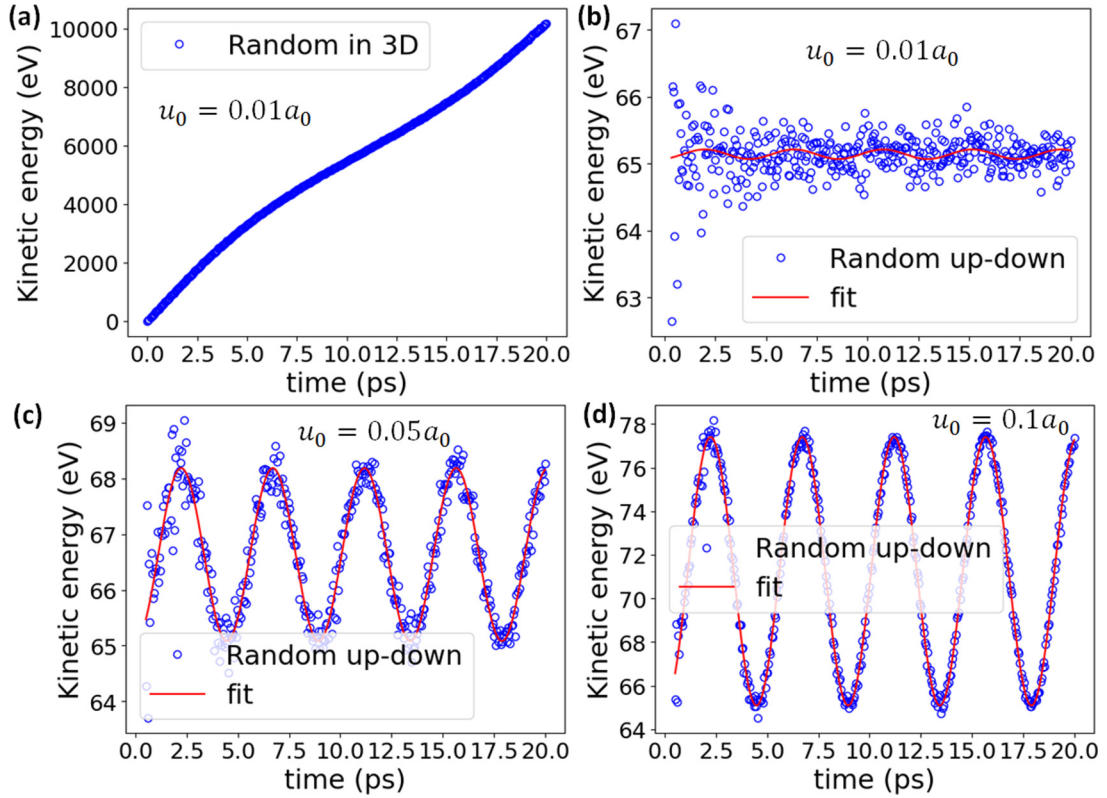 (a)
Kinetic energy (eV)
10000
8000
6000
4000
2000
0
Random in 3D
u₀ = 0.01a₀
0.0 2.5 5.0 7.5 10.0 12.5 15.0 17.5 20.0
time (ps)
(b)
Kinetic energy (eV)
67
66
65
64
63
u₀ = 0.01a₀
Random up-down
fit
0.0 2.5 5.0 7.5 10.0 12.5 15.0 17.5 20.0
time (ps)
(c)
Kinetic energy (eV)
69
68
67
66
65
64
u₀ = 0.05a₀
Random up-down
fit
0.0 2.5 5.0 7.5 10.0 12.5 15.0 17.5 20.0
time (ps)
(d)
Kinetic energy (eV)
78
76
74
72
70
68
66
64
u₀ = 0.1a₀
Random up-down
fit
0.0 2.5 5.0 7.5 10.0 12.5 15.0 17.5 20.0
time (ps)